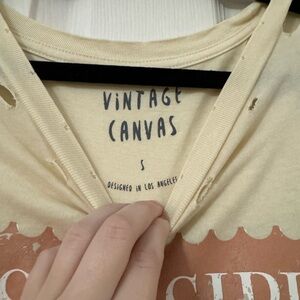 ViNTAGE
CANVAS
S
DESIGNED IN LOS ANGELES